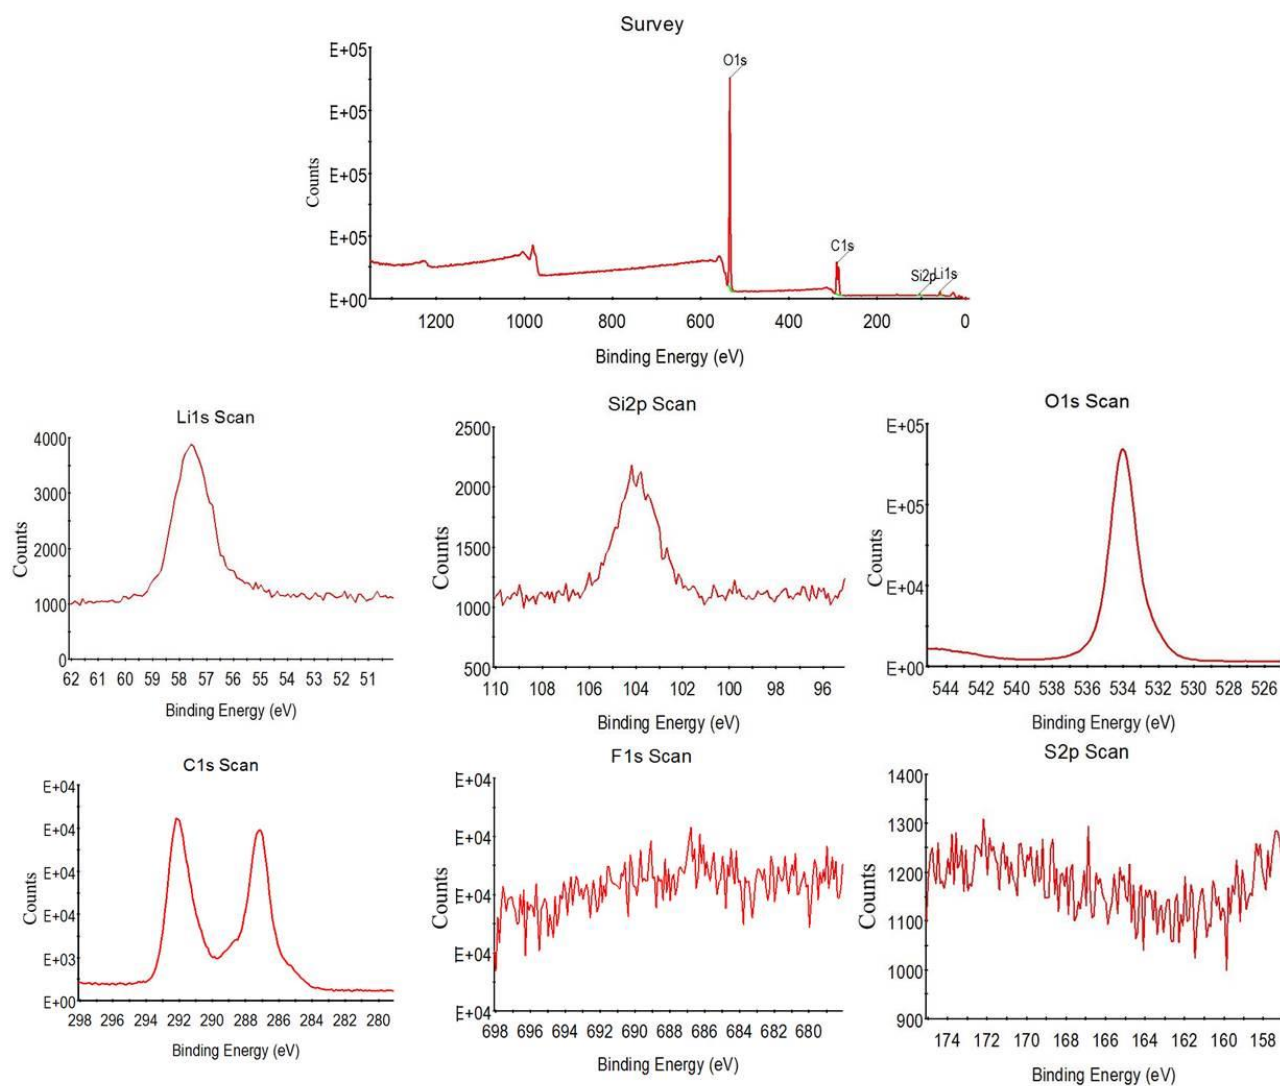 Survey
E+05
E+05
E+05
E+05
E+00
Counts
O1s
C1s
Si2p
Li1s
1200 1000 800 600 400 200 0
Binding Energy (eV)
Li1s Scan
4000
3000
2000
1000
0
Counts
62 61 60 59 58 57 56 55 54 53 52 51
Binding Energy (eV)
Si2p Scan
2500
2000
1500
1000
500
Counts
110 108 106 104 102 100 98 96
Binding Energy (eV)
O1s Scan
E+05
E+05
E+04
E+00
Counts
544 542 540 538 536 534 532 530 528 526
Binding Energy (eV)
C1s Scan
E+04
E+04
E+04
E+04
E+03
E+00
Counts
298 296 294 292 290 288 286 284 282 280
Binding Energy (eV)
F1s Scan
E+04
E+04
E+04
E+04
E+04
Counts
698 696 694 692 690 688 686 684 682 680
Binding Energy (eV)
S2p Scan
1400
1300
1200
1100
1000
900
Counts
174 172 170 168 166 164 162 160 158
Binding Energy (eV)